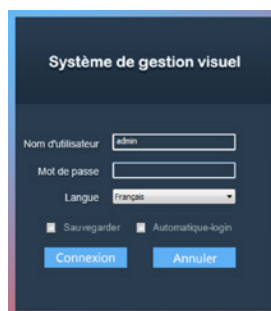 Système de gestion visuel
Nom d'utilisateur admin
Mot de passe
Langue Français
Sauvegarder Automatique-login
Connexion Annuler